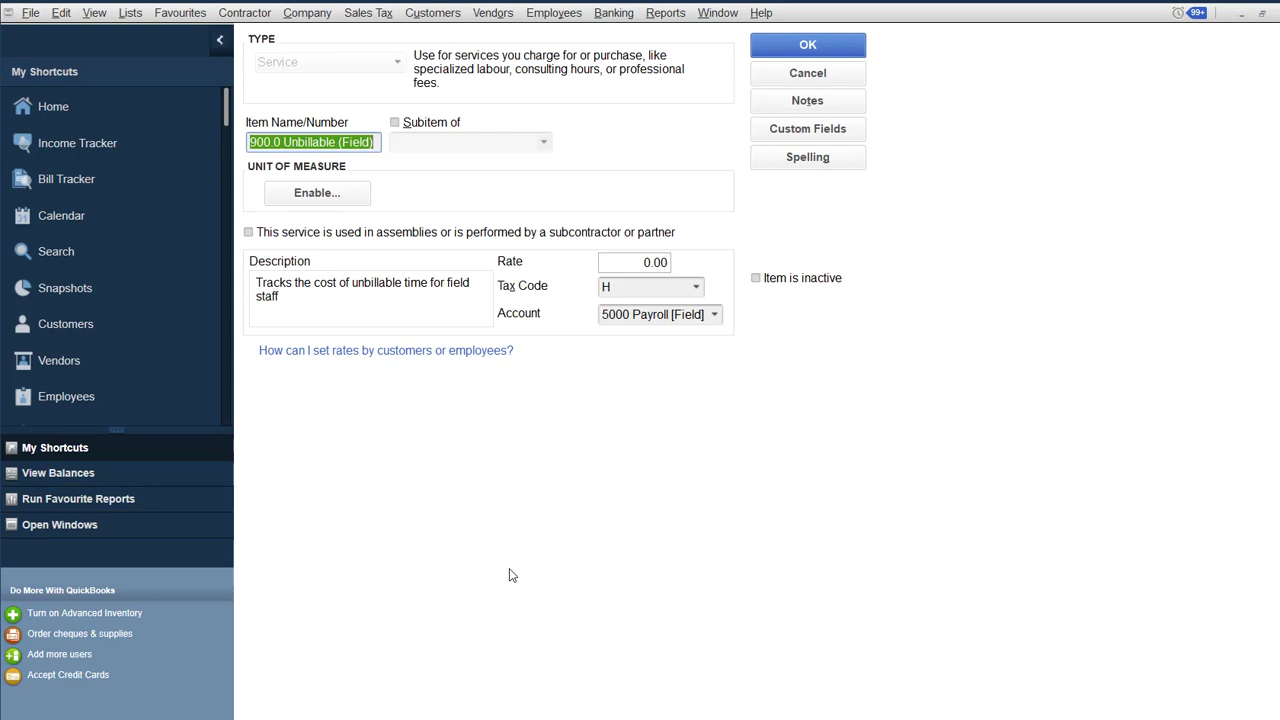 File Edit View Lists Favourites Contractor Company Sales Tax Customers Vendors Employees Banking Reports Window Help 99+
My Shortcuts
Home
Income Tracker
Bill Tracker
Calendar
Search
Snapshots
Customers
Vendors
Employees
My Shortcuts
View Balances
Run Favourite Reports
Open Windows
Do More With QuickBooks
Turn on Advanced Inventory
Order cheques & supplies
Add more users
Accept Credit Cards
TYPE
Service
Use for services you charge for or purchase, like
specialized labour, consulting hours, or professional
fees.
Item Name/Number Subitem of
900.0 Unbillable (Field)
UNIT OF MEASURE
Enable...
This service is used in assemblies or is performed by a subcontractor or partner
Description
Tracks the cost of unbillable time for field
staff
Rate 0.00
Tax Code H
Account 5000 Payroll [Field]
How can I set rates by customers or employees?
OK
Cancel
Notes
Custom Fields
Spelling
Item is inactive